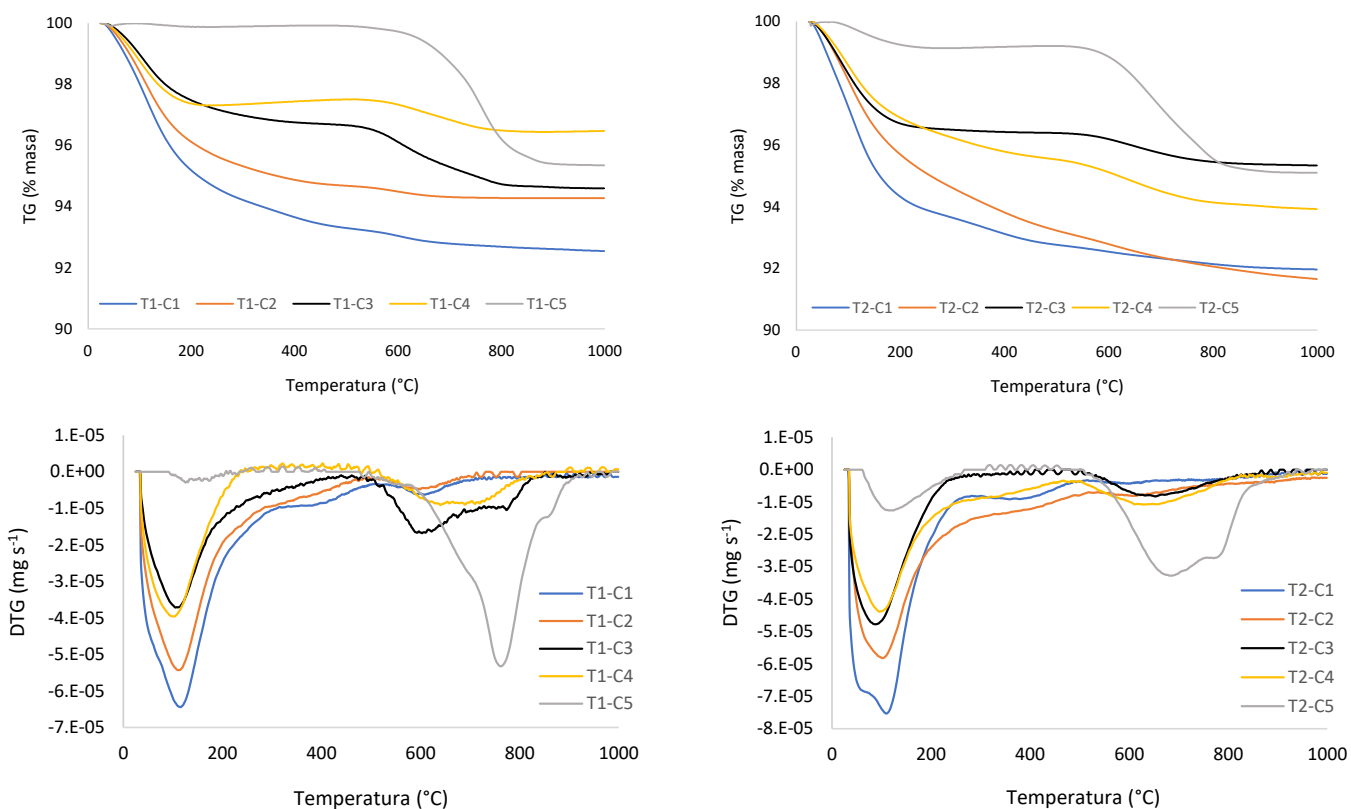 100
98
96
94
92
90
TG (% masa)
T1-C1 T1-C2 T1-C3 T1-C4 T1-C5
0 200 400 600 800 1000
Temperatura (°C)
100
98
96
94
92
90
TG (% masa)
T2-C1 T2-C2 T2-C3 T2-C4 T2-C5
0 200 400 600 800 1000
Temperatura (°C)
1.E-05
0.E+00
-1.E-05
-2.E-05
-3.E-05
-4.E-05
-5.E-05
-6.E-05
-7.E-05
DTG (mg s⁻¹)
T1-C1
T1-C2
T1-C3
T1-C4
T1-C5
0 200 400 600 800 1000
Temperatura (°C)
1.E-05
0.E+00
-1.E-05
-2.E-05
-3.E-05
-4.E-05
-5.E-05
-6.E-05
-7.E-05
-8.E-05
DTG (mg s⁻¹)
T2-C1
T2-C2
T2-C3
T2-C4
T2-C5
0 200 400 600 800 1000
Temperatura (°C)